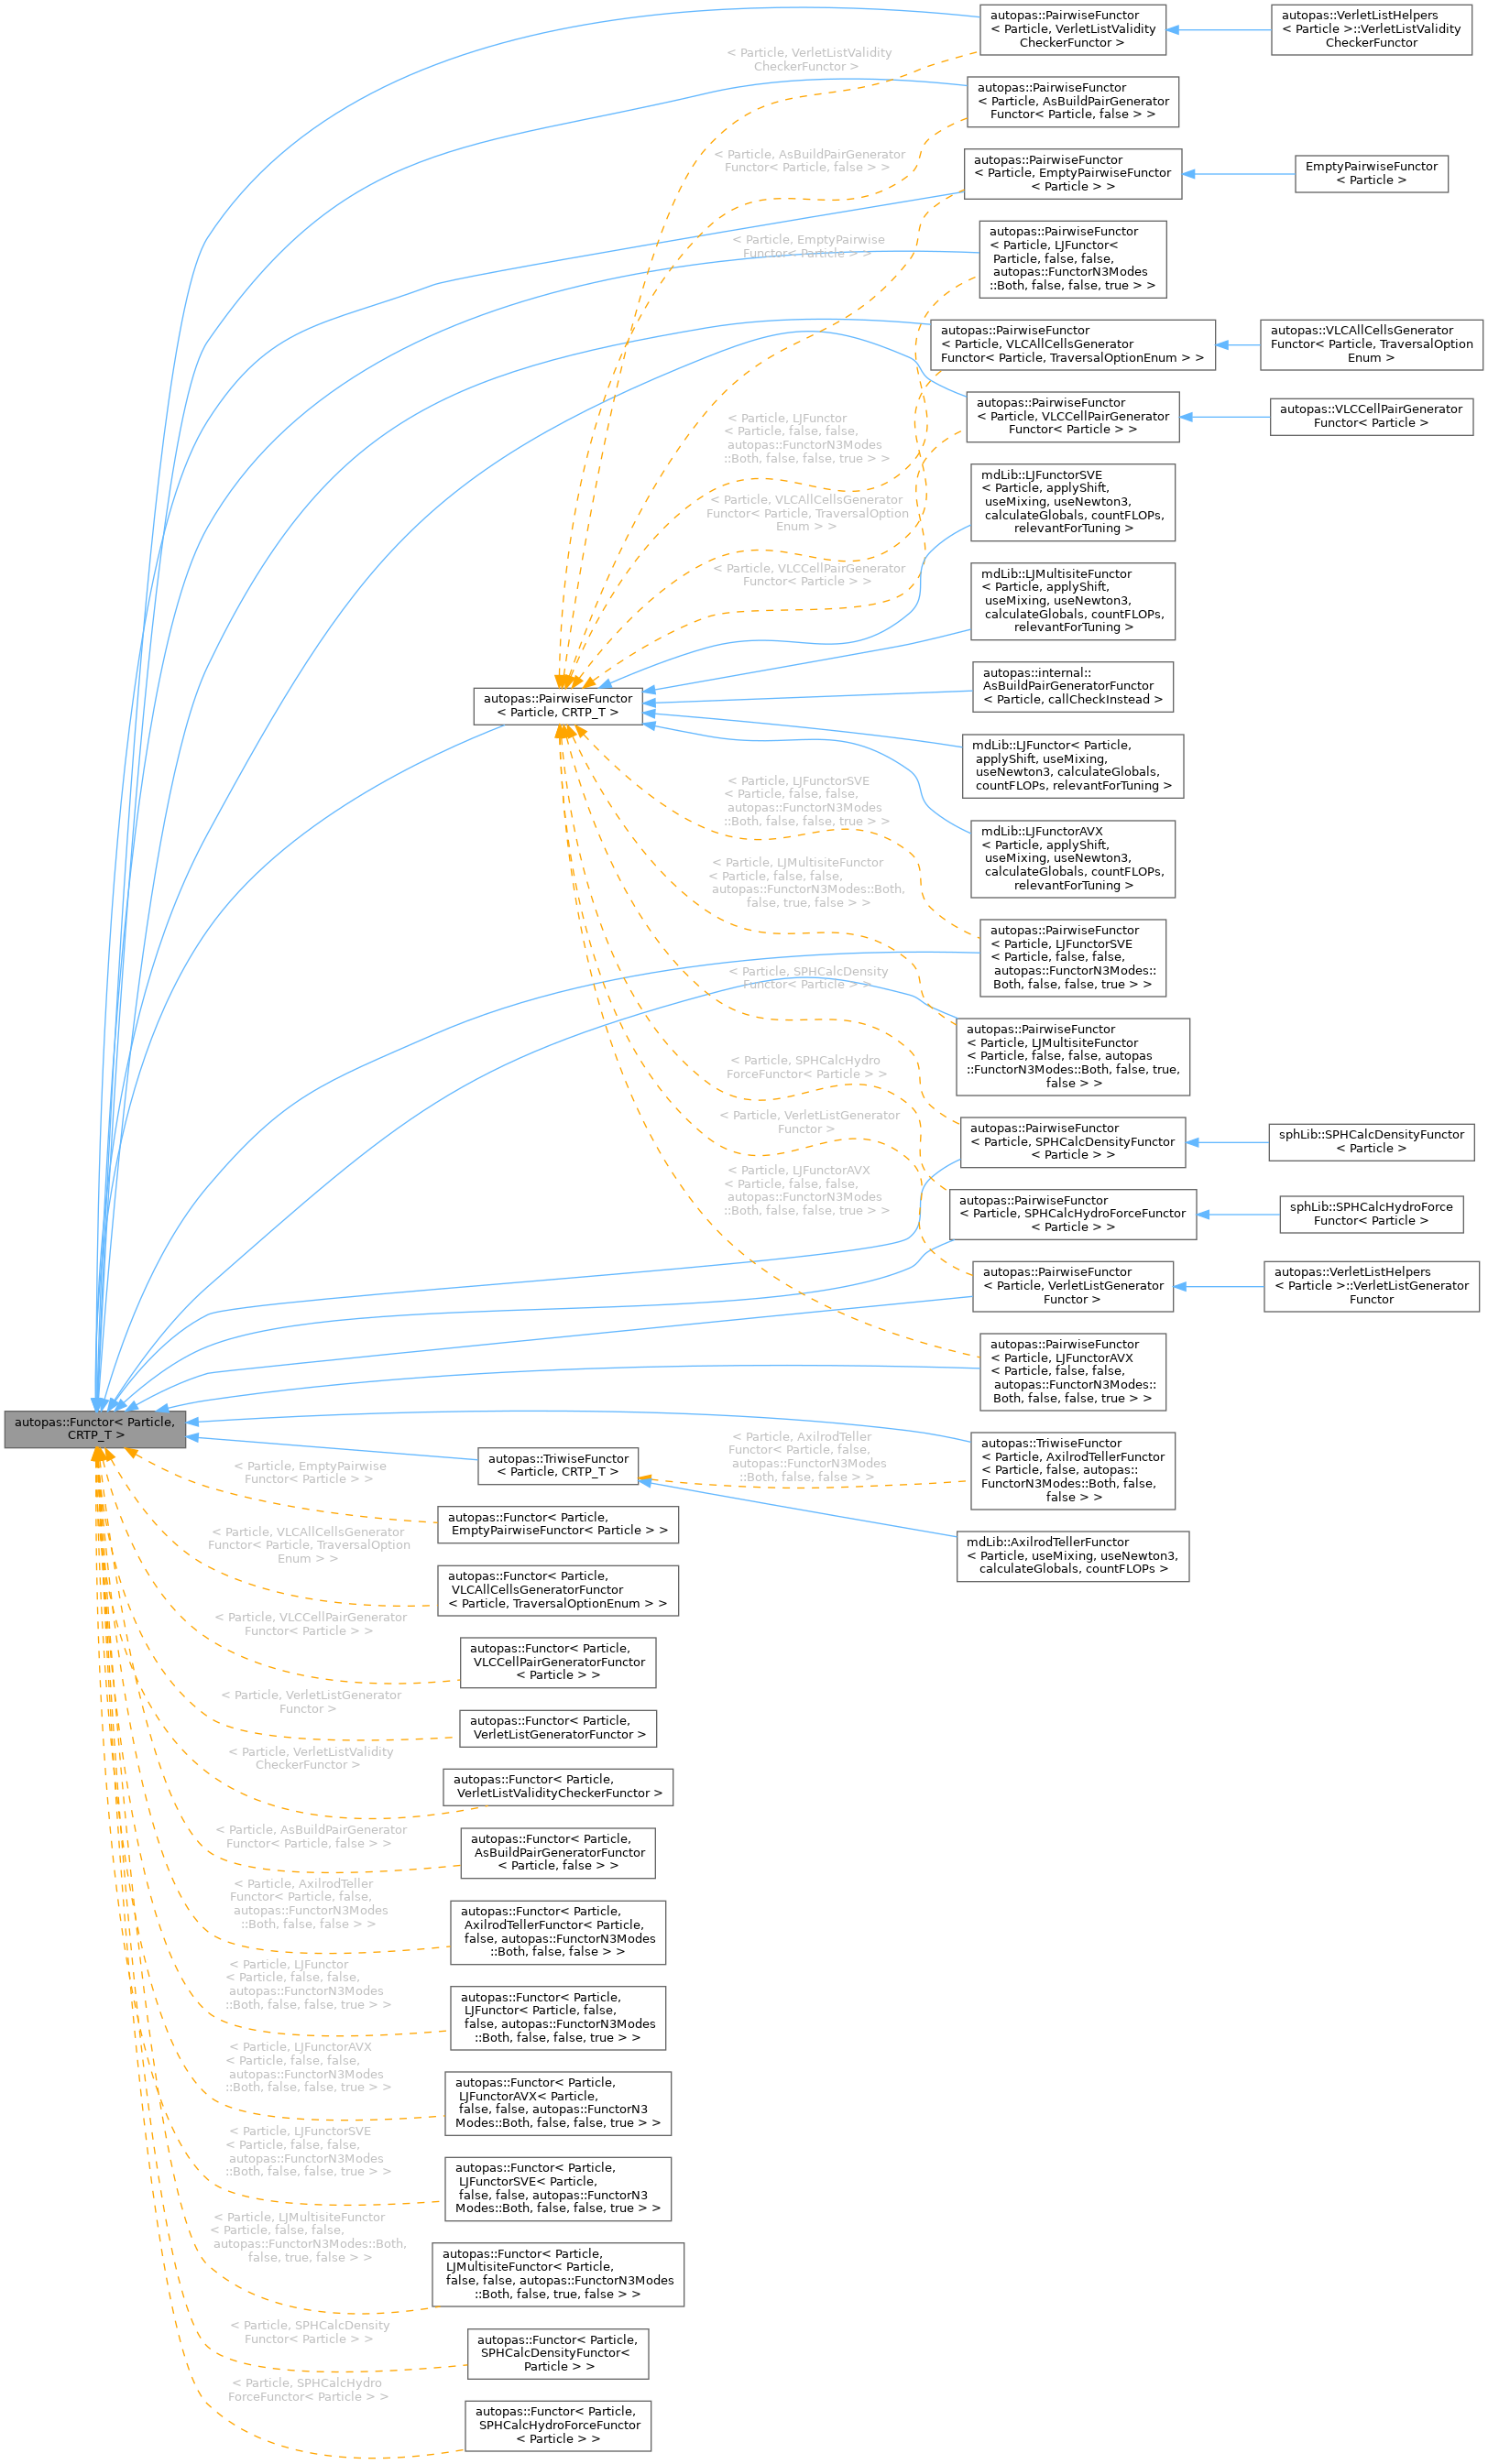 autopas::PairwiseFunctor
< Particle, VerletListValidity
CheckerFunctor >
autopas::VerletListHelpers
< Particle >::VerletListValidity
CheckerFunctor
< Particle, VerletListValidity
CheckerFunctor >
autopas::PairwiseFunctor
< Particle, AsBuildPairGenerator
Functor< Particle, false > >
< Particle, AsBuildPairGenerator
Functor< Particle, false > >
autopas::PairwiseFunctor
< Particle, EmptyPairwiseFunctor
< Particle > >
EmptyPairwiseFunctor
< Particle >
< Particle, EmptyPairwise
Functor< Particle > >
autopas::PairwiseFunctor
< Particle, LJFunctor<
Particle, false, false,
autopas::FunctorN3Modes
::Both, false, false, true > >
autopas::PairwiseFunctor
< Particle, VLCAllCellsGenerator
Functor< Particle, TraversalOptionEnum > >
autopas::VLCAllCellsGenerator
Functor< Particle, TraversalOption
Enum >
autopas::PairwiseFunctor
< Particle, VLCCellPairGenerator
Functor< Particle > >
autopas::VLCCellPairGenerator
Functor< Particle >
< Particle, LJFunctor
< Particle, false, false,
autopas::FunctorN3Modes
::Both, false, false, true > >
mdLib::LJFunctorSVE
< Particle, applyShift,
useMixing, useNewton3,
calculateGlobals, countFLOPs,
relevantForTuning >
< Particle, VLCAllCellsGenerator
Functor< Particle, TraversalOption
Enum > >
< Particle, VLCCellPairGenerator
Functor< Particle > >
mdLib::LJMultisiteFunctor
< Particle, applyShift,
useMixing, useNewton3,
calculateGlobals, countFLOPs,
relevantForTuning >
autopas::internal::
AsBuildPairGeneratorFunctor
< Particle, callCheckInstead >
autopas::PairwiseFunctor
< Particle, CRTP_T >
mdLib::LJFunctor< Particle,
applyShift, useMixing,
useNewton3, calculateGlobals,
countFLOPs, relevantForTuning >
< Particle, LJFunctorSVE
< Particle, false, false,
autopas::FunctorN3Modes
::Both, false, false, true > >
mdLib::LJFunctorAVX
< Particle, applyShift,
useMixing, useNewton3,
calculateGlobals, countFLOPs,
relevantForTuning >
< Particle, LJMultisiteFunctor
< Particle, false, false,
autopas::FunctorN3Modes::Both,
false, true, false > >
autopas::PairwiseFunctor
< Particle, LJFunctorSVE
< Particle, false, false,
autopas::FunctorN3Modes::
Both, false, false, true > >
< Particle, SPHCalcDensity
Functor< Particle > >
autopas::PairwiseFunctor
< Particle, LJMultisiteFunctor
< Particle, false, false, autopas
::FunctorN3Modes::Both, false, true,
false > >
< Particle, SPHCalcHydro
ForceFunctor< Particle > >
autopas::PairwiseFunctor
< Particle, SPHCalcDensityFunctor
< Particle > >
sphLib::SPHCalcDensityFunctor
< Particle >
< Particle, VerletListGenerator
Functor >
< Particle, LJFunctorAVX
< Particle, false, false,
autopas::FunctorN3Modes
::Both, false, false, true > >
autopas::PairwiseFunctor
< Particle, SPHCalcHydroForceFunctor
< Particle > >
sphLib::SPHCalcHydroForce
Functor< Particle >
autopas::PairwiseFunctor
< Particle, VerletListGenerator
Functor >
autopas::VerletListHelpers
< Particle >::VerletListGenerator
Functor
autopas::PairwiseFunctor
< Particle, LJFunctorAVX
< Particle, false, false,
autopas::FunctorN3Modes::
Both, false, false, true > >
autopas::Functor< Particle,
CRTP_T >
autopas::TriwiseFunctor
< Particle, CRTP_T >
< Particle, AxilrodTeller
Functor< Particle, false,
autopas::FunctorN3Modes
::Both, false, false > >
autopas::TriwiseFunctor
< Particle, AxilrodTellerFunctor
< Particle, false, autopas::
FunctorN3Modes::Both, false,
false > >
< Particle, EmptyPairwise
Functor< Particle > >
autopas::Functor< Particle,
EmptyPairwiseFunctor< Particle > >
mdLib::AxilrodTellerFunctor
< Particle, useMixing, useNewton3,
calculateGlobals, countFLOPs >
< Particle, VLCAllCellsGenerator
Functor< Particle, TraversalOption
Enum > >
autopas::Functor< Particle,
VLCAllCellsGeneratorFunctor
< Particle, TraversalOptionEnum > >
< Particle, VLCCellPairGenerator
Functor< Particle > >
autopas::Functor< Particle,
VLCCellPairGeneratorFunctor
< Particle > >
< Particle, VerletListGenerator
Functor >
autopas::Functor< Particle,
VerletListGeneratorFunctor >
< Particle, VerletListValidity
CheckerFunctor >
autopas::Functor< Particle,
VerletListValidityCheckerFunctor >
< Particle, AsBuildPairGenerator
Functor< Particle, false > >
autopas::Functor< Particle,
AsBuildPairGeneratorFunctor
< Particle, false > >
< Particle, AxilrodTeller
Functor< Particle, false,
autopas::FunctorN3Modes
::Both, false, false > >
autopas::Functor< Particle,
AxilrodTellerFunctor< Particle,
false, autopas::FunctorN3Modes
::Both, false, false > >
< Particle, LJFunctor
< Particle, false, false,
autopas::FunctorN3Modes
::Both, false, false, true > >
autopas::Functor< Particle,
LJFunctor< Particle, false,
false, autopas::FunctorN3Modes
::Both, false, false, true > >
< Particle, LJFunctorAVX
< Particle, false, false,
autopas::FunctorN3Modes
::Both, false, false, true > >
autopas::Functor< Particle,
LJFunctorAVX< Particle,
false, false, autopas::FunctorN3
Modes::Both, false, false, true > >
< Particle, LJFunctorSVE
< Particle, false, false,
autopas::FunctorN3Modes
::Both, false, false, true > >
autopas::Functor< Particle,
LJFunctorSVE< Particle,
false, false, autopas::FunctorN3
Modes::Both, false, false, true > >
< Particle, LJMultisiteFunctor
< Particle, false, false,
autopas::FunctorN3Modes::Both,
false, true, false > >
autopas::Functor< Particle,
LJMultisiteFunctor< Particle,
false, false, autopas::FunctorN3Modes
::Both, false, true, false > >
< Particle, SPHCalcDensity
Functor< Particle > >
autopas::Functor< Particle,
SPHCalcDensityFunctor<
Particle > >
< Particle, SPHCalcHydro
ForceFunctor< Particle > >
autopas::Functor< Particle,
SPHCalcHydroForceFunctor
< Particle > >